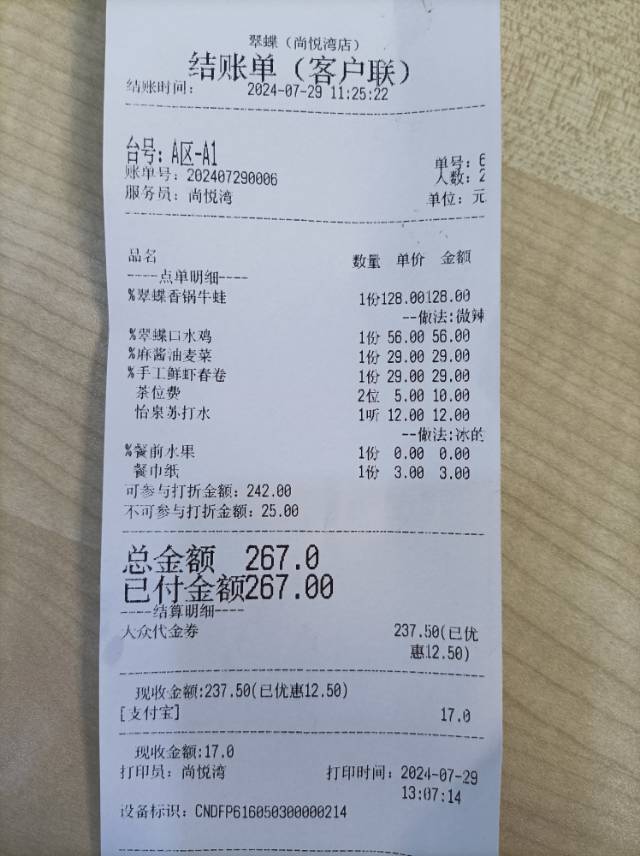 翠蝶（尚悦湾店）
结账单（客户联）
结账时间： 2024-07-29 11:25:22
台号：A区-A1
单号：6
账单号：202407290006
人数：2
服务员：尚悦湾
单位：元
品名 数量 单价 金额
----点单明细----
%翠蝶香锅牛蛙 1份128.00128.00
--做法:微辣
%翠蝶口水鸡 1份 56.00 56.00
%麻酱油麦菜 1份 29.00 29.00
%手工鲜虾春卷 1份 29.00 29.00
茶位费 2位 5.00 10.00
怡泉苏打水 1听 12.00 12.00
--做法:冰的
%餐前水果 1份 0.00 0.00
餐巾纸 1份 3.00 3.00
可参与打折金额：242.00
不可参与打折金额：25.00
总金额 267.0
已付金额267.00
----结算明细----
大众代金券 237.50(已优
惠12.50)
现收金额:237.50(已优惠12.50)
[支付宝] 17.0
现收金额:17.0
打印员：尚悦湾 打印时间：2024-07-29
13:07:14
设备标识：CNDFP616050300000214